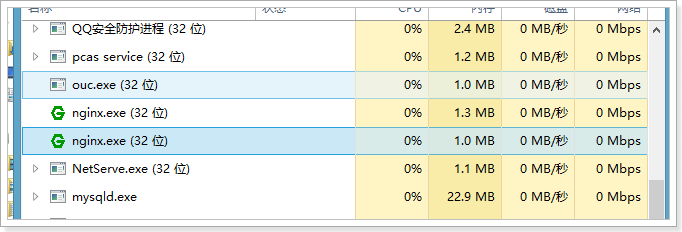 名称 状态 CPU 内存 磁盘 网络
QQ安全防护进程 (32 位) 0% 2.4 MB 0 MB/秒 0 Mbps
pcas service (32 位) 0% 1.2 MB 0 MB/秒 0 Mbps
ouc.exe (32 位) 0% 1.0 MB 0 MB/秒 0 Mbps
nginx.exe (32 位) 0% 1.3 MB 0 MB/秒 0 Mbps
nginx.exe (32 位) 0% 1.0 MB 0 MB/秒 0 Mbps
NetServe.exe (32 位) 0% 1.1 MB 0 MB/秒 0 Mbps
mysqld.exe 0% 22.9 MB 0 MB/秒 0 Mbps